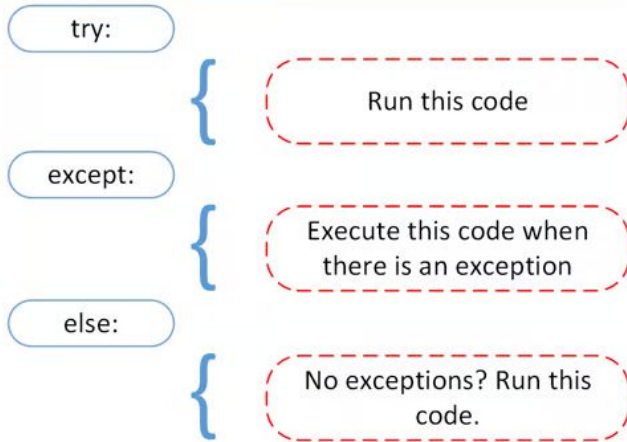 try:
Run this code
except:
Execute this code when
there is an exception
else:
No exceptions? Run this
code.